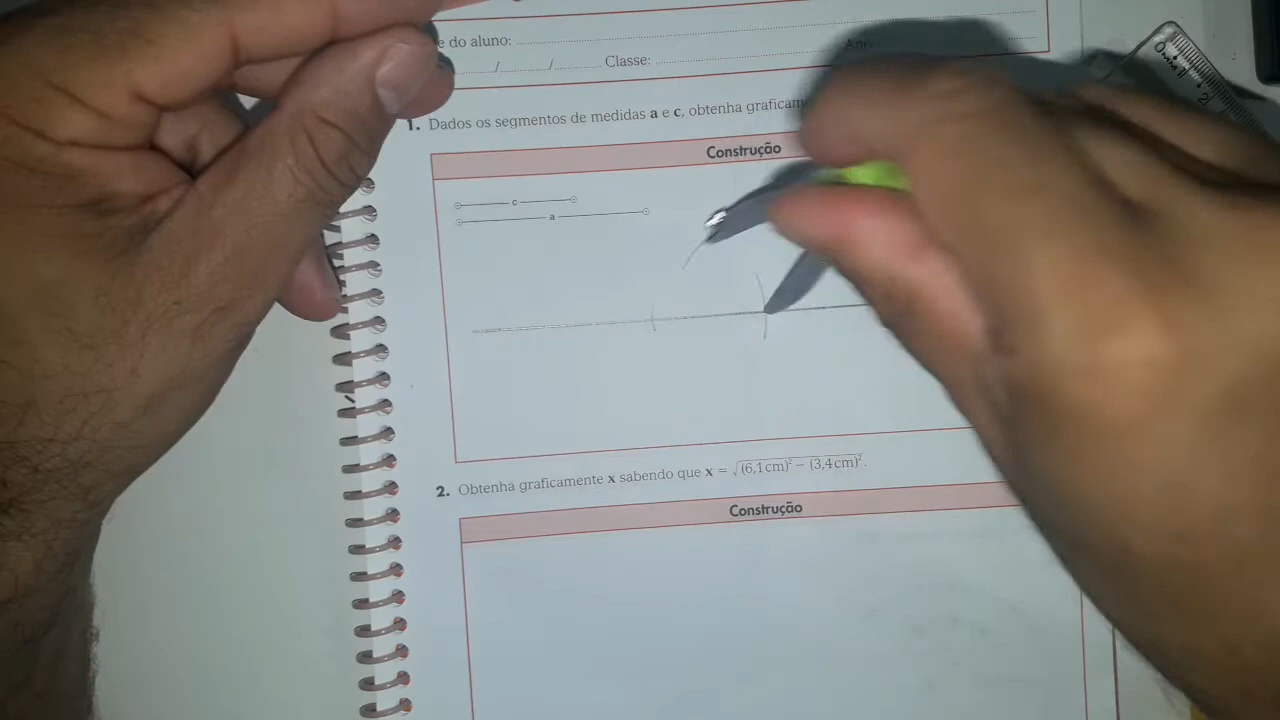 e do aluno:
/ / Classe:
1. Dados os segmentos de medidas a e c, obtenha
Construção
c
a
2. Obtenha graficamente x sabendo que x = √(6,1 cm)² − (3,4 cm)².
Construção